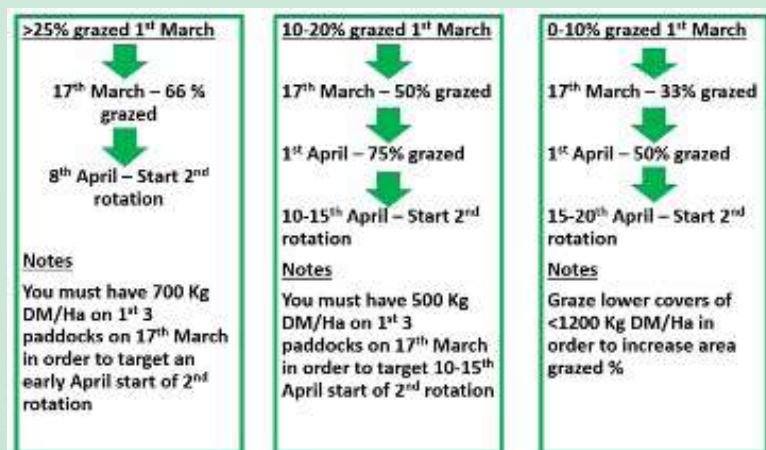 >25% grazed 1st March
17th March – 66 %
grazed
8th April – Start 2nd
rotation
Notes
You must have 700 Kg
DM/Ha on 1st 3
paddocks on 17th March
in order to target an
early April start of 2nd
rotation
10-20% grazed 1st March
17th March – 50% grazed
1st April – 75% grazed
10-15th April – Start 2nd
rotation
Notes
You must have 500 Kg
DM/Ha on 1st 3
paddocks on 17th March
in order to target 10-15th
April start of 2nd rotation
0-10% grazed 1st March
17th March – 33% grazed
1st April – 50% grazed
15-20th April – Start 2nd
rotation
Notes
Graze lower covers of
<1200 Kg DM/Ha in
order to increase area
grazed %